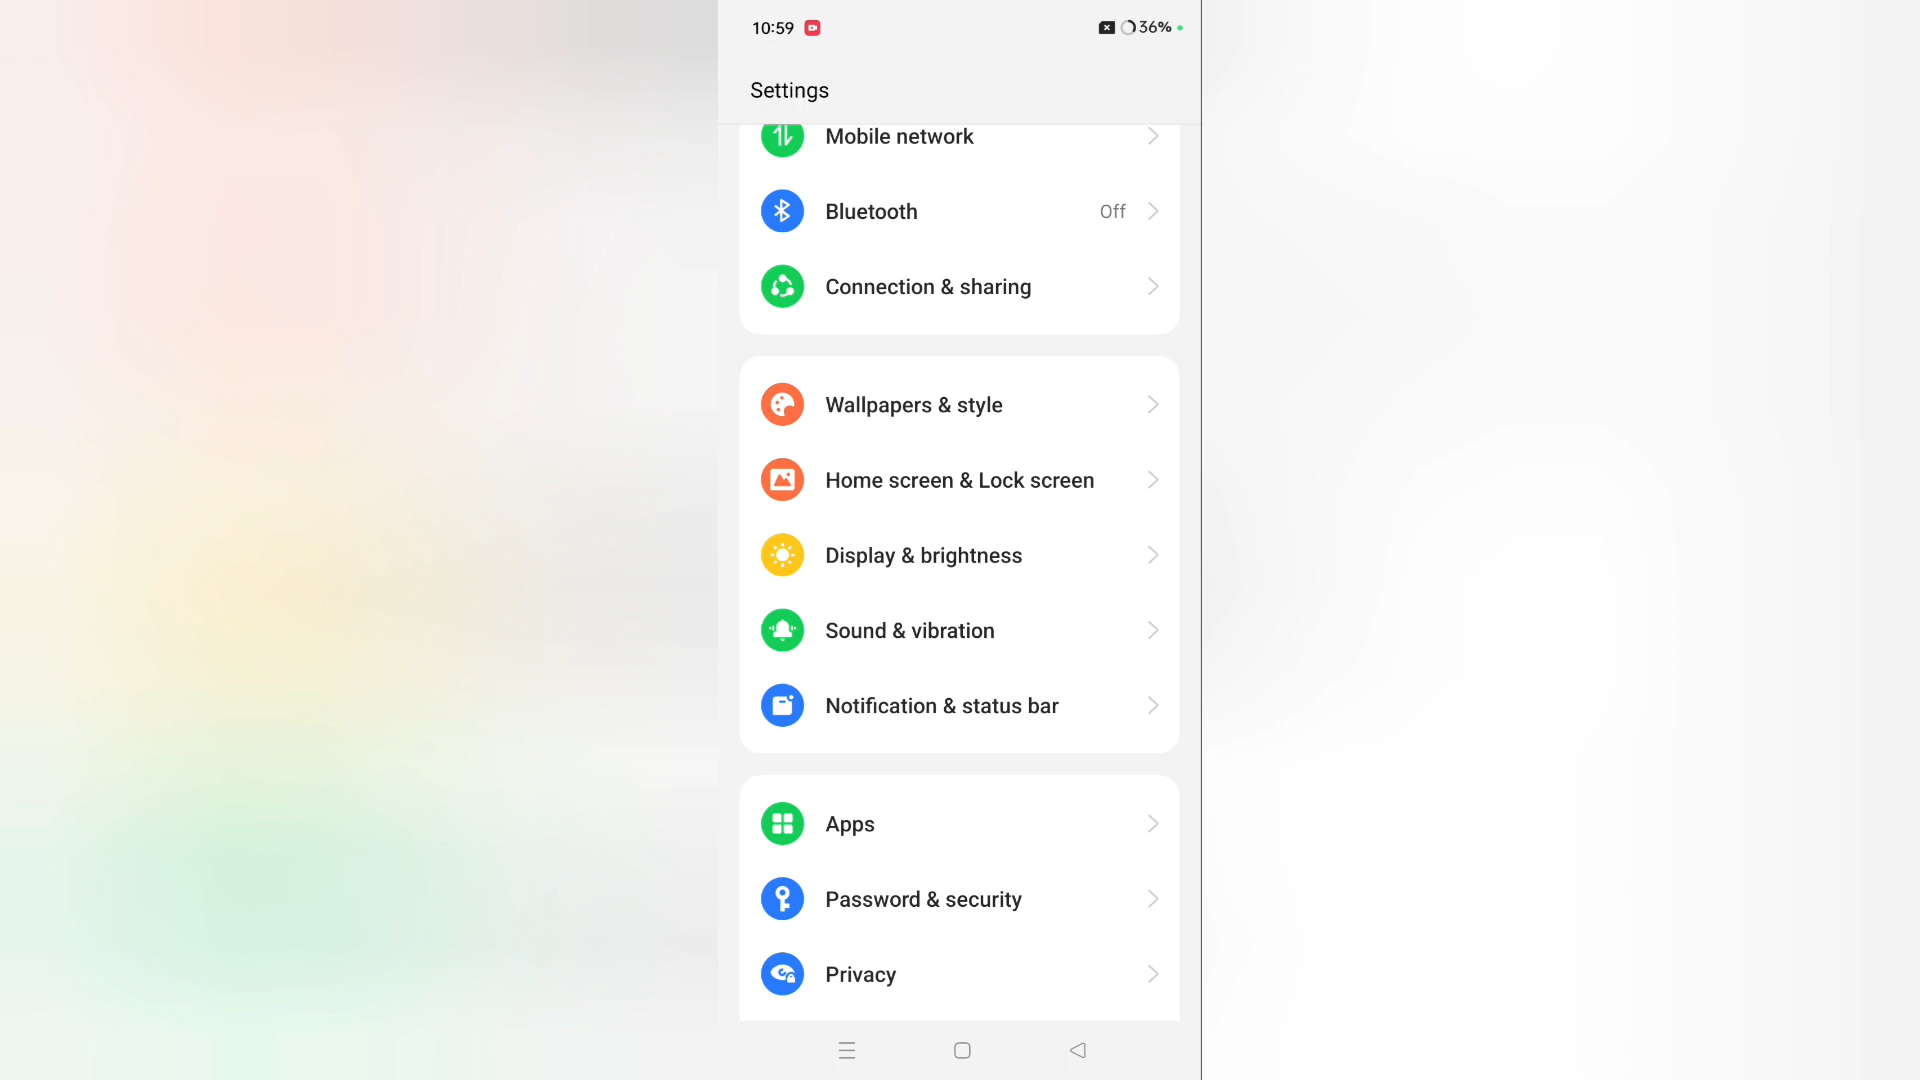 10:59
36%
Settings
Mobile network
Bluetooth Off
Connection & sharing
Wallpapers & style
Home screen & Lock screen
Display & brightness
Sound & vibration
Notification & status bar
Apps
Password & security
Privacy